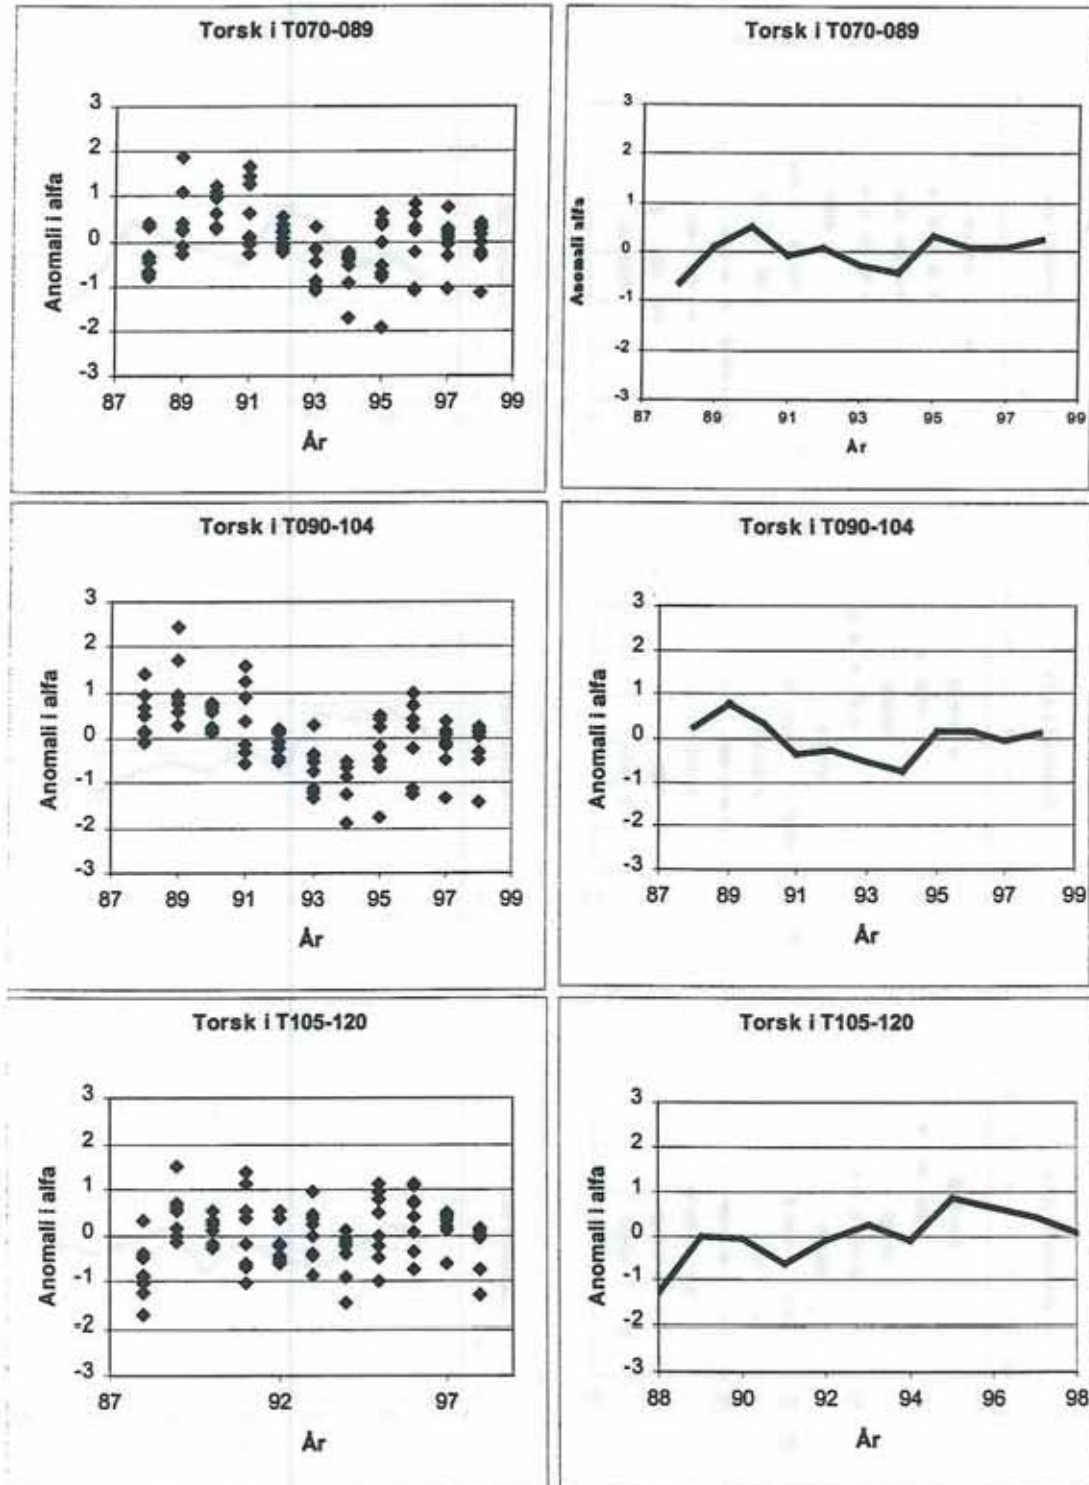 Torsk i T070-089
Anomali i alfa
3
2
1
0
-1
-2
-3
87 89 91 93 95 97 99
År
Torsk i T070-089
Anomali alfa
3
2
1
0
-1
-2
-3
87 89 91 93 95 97 99
År
Torsk i T090-104
Anomali i alfa
3
2
1
0
-1
-2
-3
87 89 91 93 95 97 99
År
Torsk i T090-104
Anomali i alfa
3
2
1
0
-1
-2
-3
87 89 91 93 95 97 99
År
Torsk i T105-120
Anomali i alfa
3
2
1
0
-1
-2
-3
87 92 97
År
Torsk i T105-120
Anomali i alfa
3
2
1
0
-1
-2
-3
88 90 92 94 96 98
År